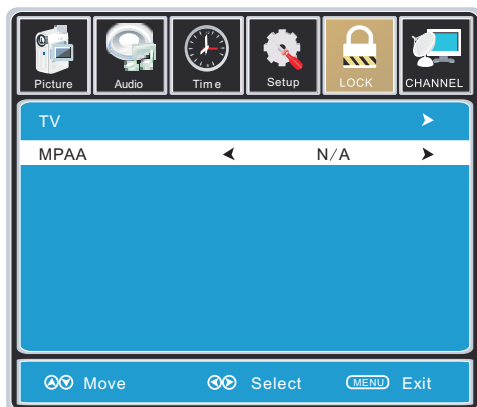 Picture Audio Time Setup LOCK CHANNEL
TV
MPAA N/A
Move Select MENU Exit